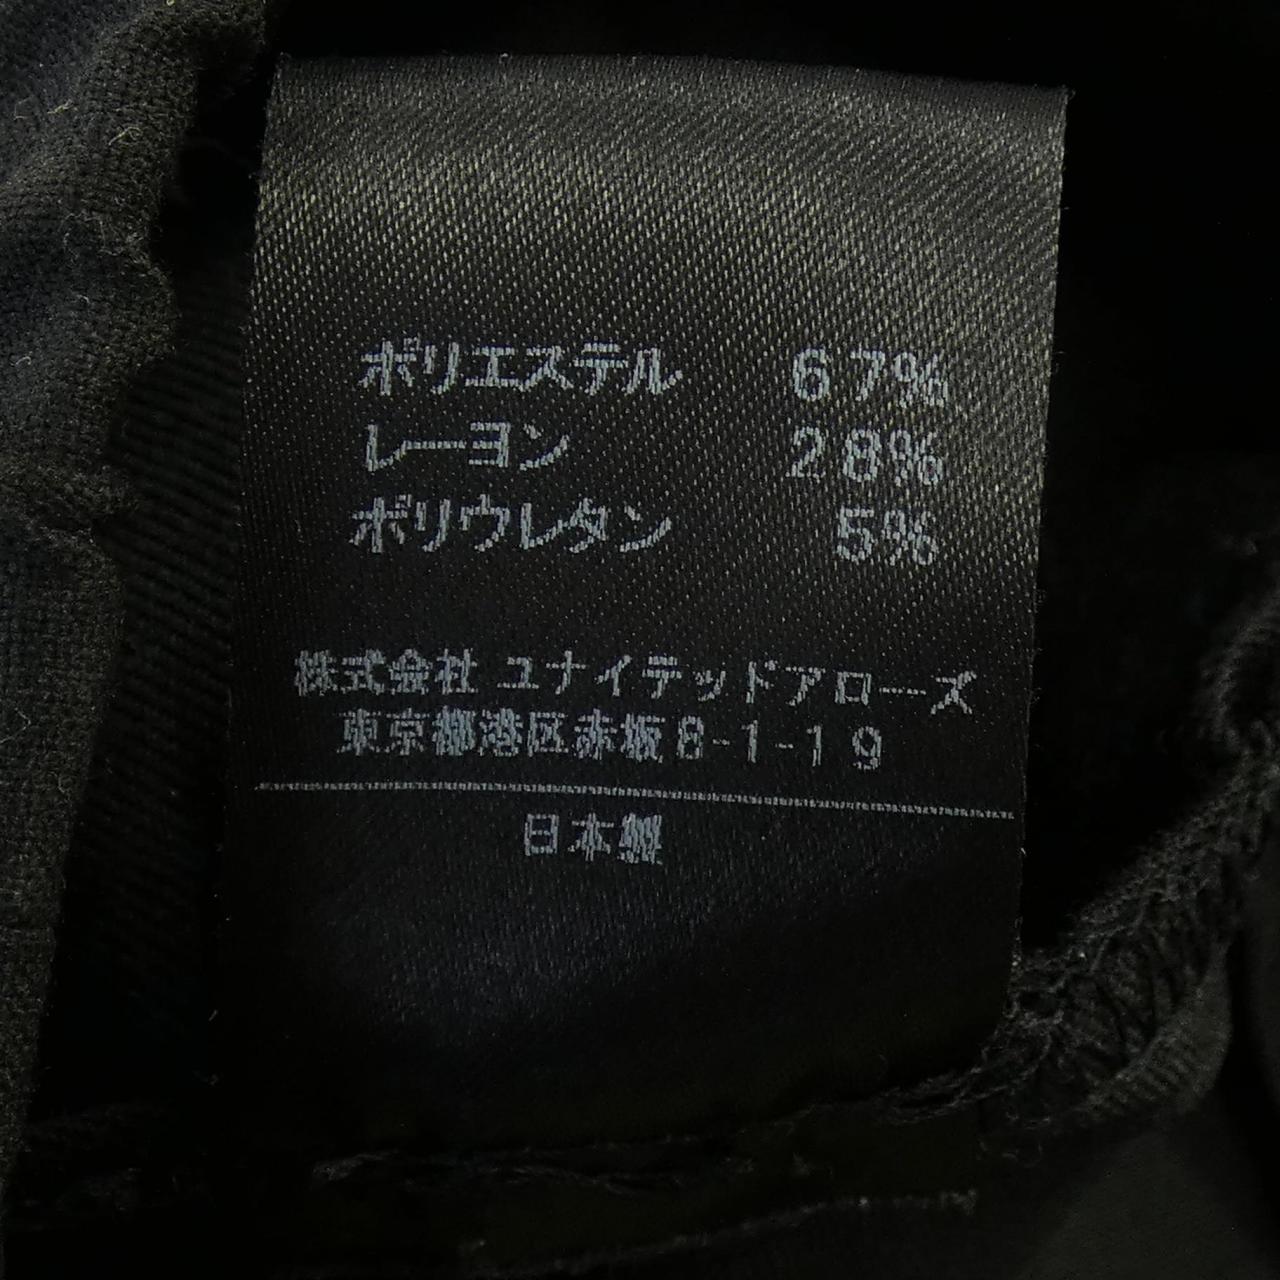 ポリエステル 67%
レーヨン 28%
ポリウレタン 5%
株式会社 ユナイテッドアローズ
東京都港区赤坂8-1-19
日本製